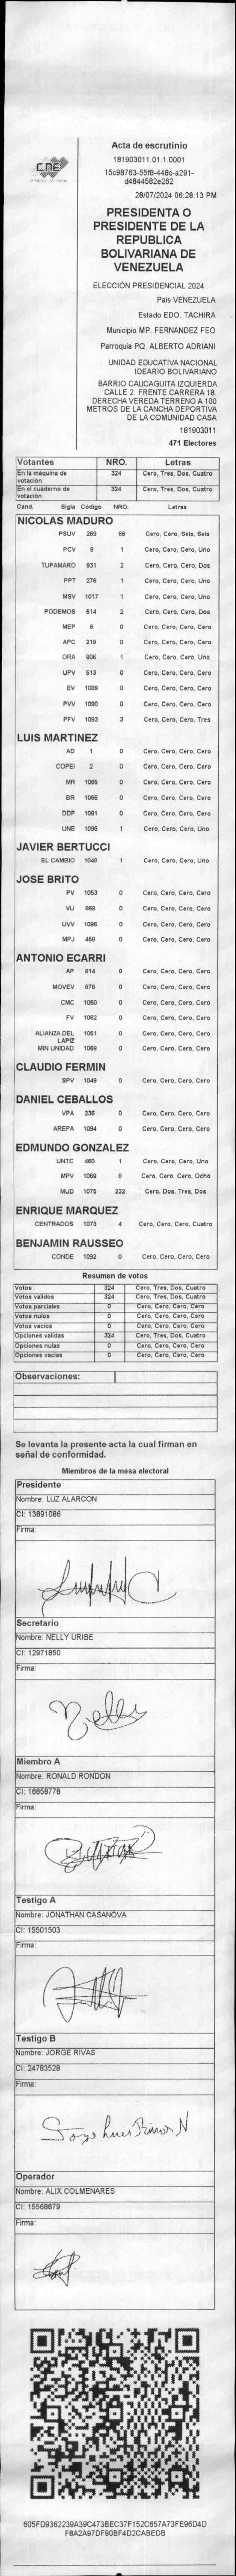 CNE
Acta de escrutinio
181903011.01.1.0001
15c98763-55f8-448c-a291-
d4844582e262
28/07/2024 06:28:13 PM
PRESIDENTA O
PRESIDENTE DE LA
REPUBLICA
BOLIVARIANA DE
VENEZUELA
ELECCIÓN PRESIDENCIAL 2024
Pais VENEZUELA
Estado EDO. TACHIRA
Municipio MP. FERNANDEZ FEO
Parroquia PQ. ALBERTO ADRIANI
UNIDAD EDUCATIVA NACIONAL
IDEARIO BOLIVARIANO
BARRIO CAUCAGUITA IZQUIERDA
CALLE 2. FRENTE CARRERA 18.
DERECHA VEREDA TERRENO A 100
METROS DE LA CANCHA DEPORTIVA
DE LA COMUNIDAD CASA
181903011
471 Electores
Votantes NRO. Letras
En la máquina de votación 324 Cero, Tres, Dos, Cuatro
En el cuaderno de votación 324 Cero, Tres, Dos, Cuatro
Cand. Sigla Código NRO. Letras
NICOLAS MADURO
PSUV 269 66 Cero, Cero, Seis, Seis
PCV 9 1 Cero, Cero, Cero, Uno
TUPAMARO 931 2 Cero, Cero, Cero, Dos
PPT 276 1 Cero, Cero, Cero, Uno
MSV 1017 1 Cero, Cero, Cero, Uno
PODEMOS 514 2 Cero, Cero, Cero, Dos
MEP 6 0 Cero, Cero, Cero, Cero
APC 219 0 Cero, Cero, Cero, Cero
ORA 906 1 Cero, Cero, Cero, Uno
UPV 513 0 Cero, Cero, Cero, Cero
EV 1089 0 Cero, Cero, Cero, Cero
PVV 1090 0 Cero, Cero, Cero, Cero
PFV 1093 3 Cero, Cero, Cero, Tres
LUIS MARTINEZ
AD 1 0 Cero, Cero, Cero, Cero
COPEI 2 0 Cero, Cero, Cero, Cero
MR 1065 0 Cero, Cero, Cero, Cero
BR 1066 0 Cero, Cero, Cero, Cero
DDP 1091 0 Cero, Cero, Cero, Cero
UNE 1095 1 Cero, Cero, Cero, Uno
JAVIER BERTUCCI
EL CAMBIO 1048 1 Cero, Cero, Cero, Uno
JOSE BRITO
PV 1053 0 Cero, Cero, Cero, Cero
VU 968 0 Cero, Cero, Cero, Cero
UVV 1096 0 Cero, Cero, Cero, Cero
MPJ 459 0 Cero, Cero, Cero, Cero
ANTONIO ECARRI
AP 814 0 Cero, Cero, Cero, Cero
MOVEV 878 0 Cero, Cero, Cero, Cero
CMC 1050 0 Cero, Cero, Cero, Cero
FV 1062 0 Cero, Cero, Cero, Cero
ALIANZA DEL LAPIZ 1051 0 Cero, Cero, Cero, Cero
MIN UNIDAD 1069 0 Cero, Cero, Cero, Cero
CLAUDIO FERMIN
SPV 1049 0 Cero, Cero, Cero, Cero
DANIEL CEBALLOS
VPA 236 0 Cero, Cero, Cero, Cero
AREPA 1094 0 Cero, Cero, Cero, Cero
EDMUNDO GONZALEZ
UNTC 460 1 Cero, Cero, Cero, Uno
MPV 1069 8 Cero, Cero, Cero, Ocho
MUD 1075 232 Cero, Dos, Tres, Dos
ENRIQUE MARQUEZ
CENTRADOS 1073 4 Cero, Cero, Cero, Cuatro
BENJAMIN RAUSSEO
CONDE 1092 0 Cero, Cero, Cero, Cero
Resumen de votos
Votos 324 Cero, Tres, Dos, Cuatro
Votos validos 324 Cero, Tres, Dos, Cuatro
Votos parciales 0 Cero, Cero, Cero, Cero
Votos nulos 0 Cero, Cero, Cero, Cero
Votos vacios 0 Cero, Cero, Cero, Cero
Opciones validas 324 Cero, Tres, Dos, Cuatro
Opciones nulas 0 Cero, Cero, Cero, Cero
Opciones vacias 0 Cero, Cero, Cero, Cero
Observaciones:
Se levanta la presente acta la cual firman en
señal de conformidad.
Miembros de la mesa electoral
Presidente
Nombre: LUZ ALARCON
CI: 13891086
Firma:
Secretario
Nombre: NELLY URIBE
CI: 12971850
Firma:
Nelly
Miembro A
Nombre: RONALD RONDON
CI: 16858778
Firma:
Testigo A
Nombre: JONATHAN CASANOVA
CI: 15501503
Firma:
Testigo B
Nombre: JORGE RIVAS
CI: 24783528
Firma:
Jorge Luis Rivas N
Operador
Nombre: ALIX COLMENARES
CI: 15568879
Firma:
605FD9362239A39C473BEC37F152C657A73FE96D4D
F8A2A97DF90BF4D2CABEDB